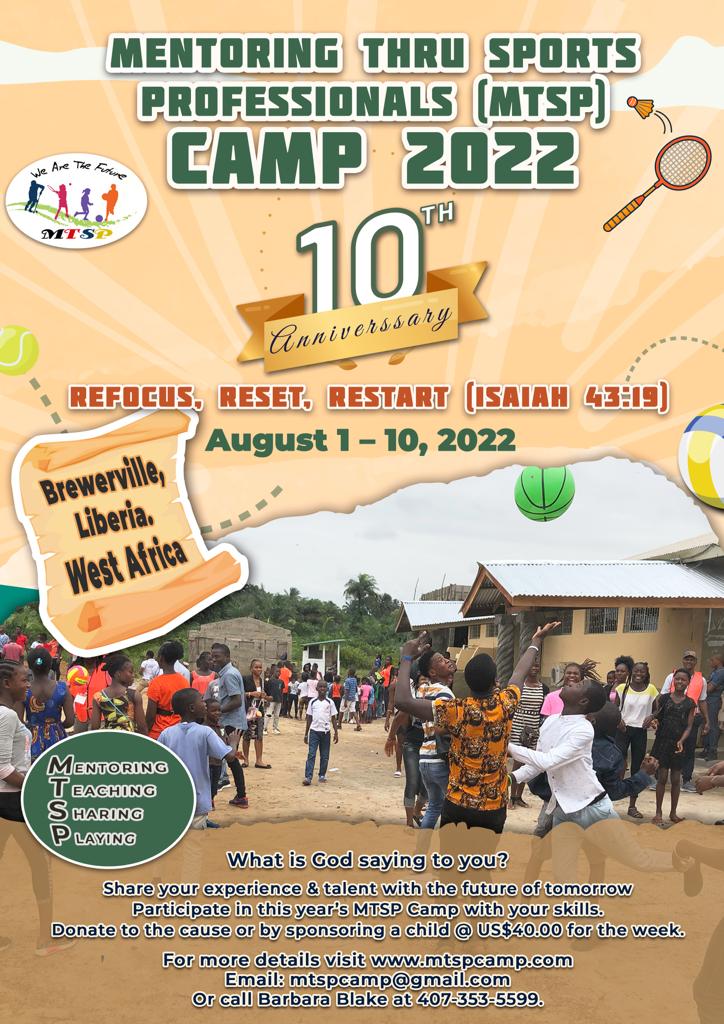 MENTORING THRU SPORTS
PROFESSIONALS (MTSP)
CAMP 2022
We Are The Future
MTSP
10TH
Anniverssary
REFOCUS, RESET, RESTART (ISAIAH 43:19)
August 1 – 10, 2022
Brewerville,
Liberia.
West Africa
MENTORING
TEACHING
SHARING
PLAYING
What is God saying to you?
Share your experience & talent with the future of tomorrow
Participate in this year's MTSP Camp with your skills.
Donate to the cause or by sponsoring a child @ US$40.00 for the week.
For more details visit www.mtspcamp.com
Email: mtspcamp@gmail.com
Or call Barbara Blake at 407-353-5599.